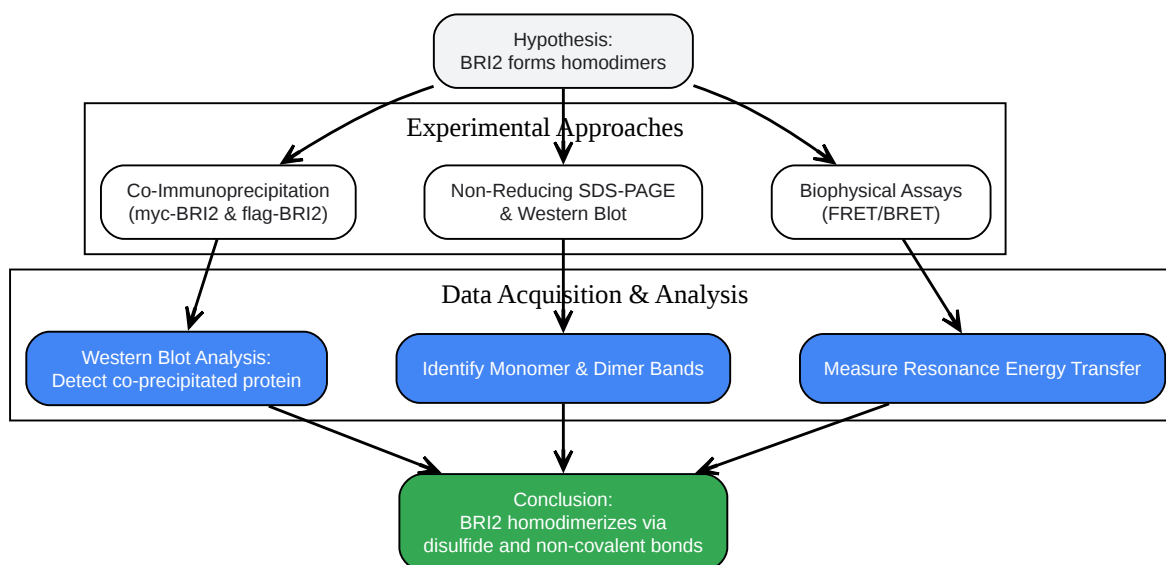 Hypothesis:
BRI2 forms homodimers
Experimental Approaches
Co-Immunoprecipitation
(myc-BRI2 & flag-BRI2)
Non-Reducing SDS-PAGE
& Western Blot
Biophysical Assays
(FRET/BRET)
Data Acquisition & Analysis
Western Blot Analysis:
Detect co-precipitated protein
Identify Monomer & Dimer Bands
Measure Resonance Energy Transfer
Conclusion:
BRI2 homodimerizes via
disulfide and non-covalent bonds